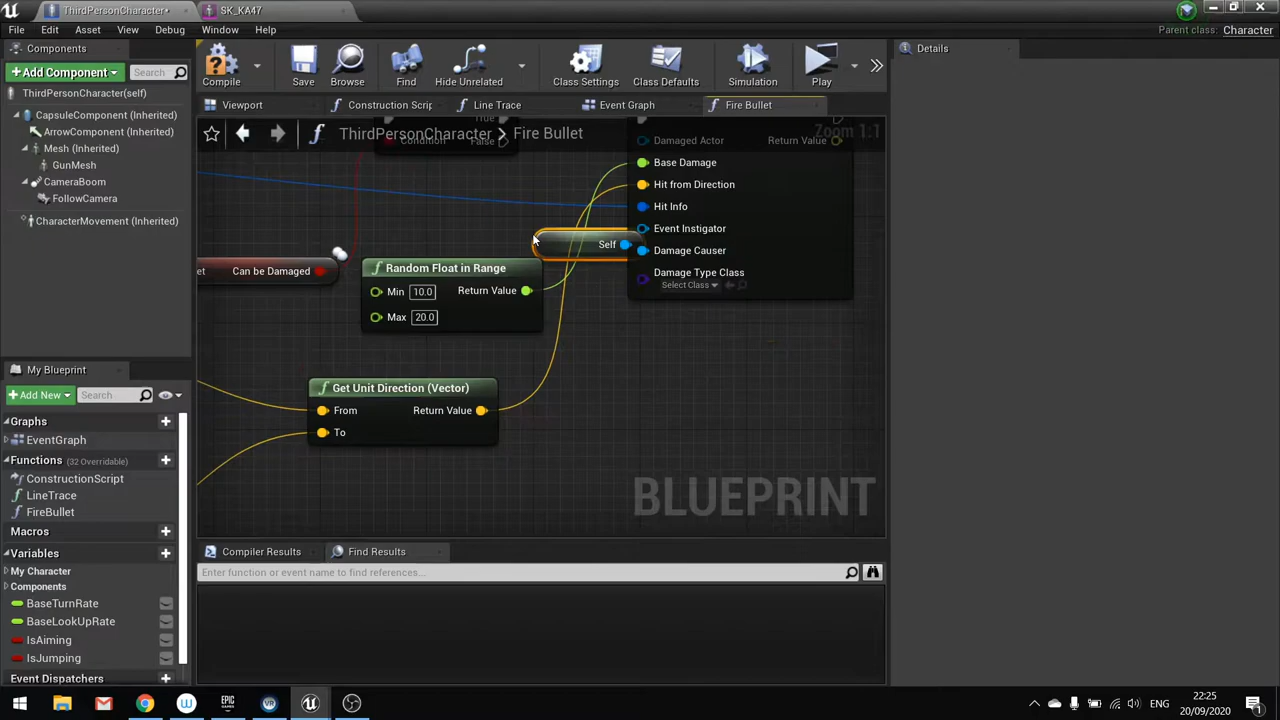 ThirdPersonCharacter*
SK_KA47
File
Edit
Asset
View
Debug
Window
Help
Parent class: Character
Components
+ Add Component
Search
ThirdPersonCharacter(self)
CapsuleComponent (Inherited)
ArrowComponent (Inherited)
Mesh (Inherited)
GunMesh
CameraBoom
FollowCamera
CharacterMovement (Inherited)
Compile
Save
Browse
Find
Hide Unrelated
Class Settings
Class Defaults
Simulation
Play
Details
Viewport
Construction Scrip
Line Trace
Event Graph
Fire Bullet
ThirdPersonCharacter > Fire Bullet
Zoom 1:1
True
Condition
False
Damaged Actor
Return Value
Base Damage
Hit from Direction
Hit Info
Event Instigator
Damage Causer
Damage Type Class
Select Class
Self
et
Can be Damaged
Random Float in Range
Min 10.0
Return Value
Max 20.0
Get Unit Direction (Vector)
From
Return Value
To
BLUEPRINT
My Blueprint
+ Add New
Search
Graphs
EventGraph
Functions (32 Overridable)
ConstructionScript
LineTrace
FireBullet
Macros
Variables
My Character
Components
BaseTurnRate
BaseLookUpRate
IsAiming
IsJumping
Event Dispatchers
Compiler Results
Find Results
Enter function or event name to find references...
EPIC
GAMES
ENG
22:25
20/09/2020